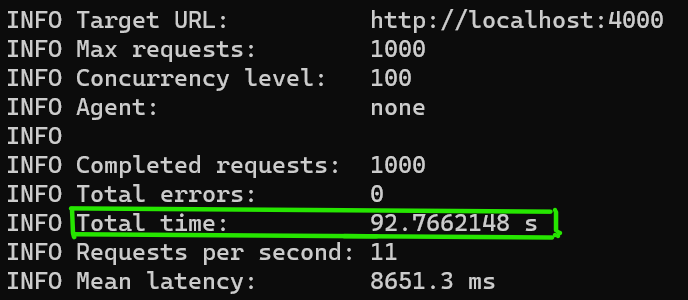 INFO Target URL: http://localhost:4000
INFO Max requests: 1000
INFO Concurrency level: 100
INFO Agent: none
INFO
INFO Completed requests: 1000
INFO Total errors: 0
INFO Total time: 92.7662148 s
INFO Requests per second: 11
INFO Mean latency: 8651.3 ms